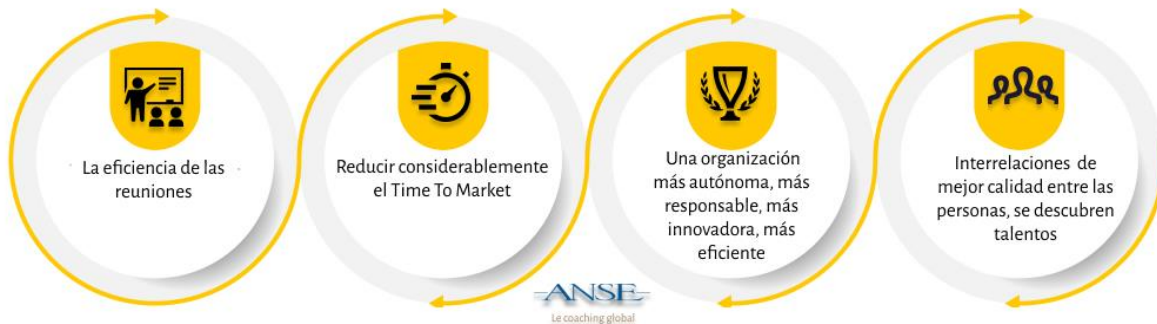 La eficiencia de las
reuniones
Reducir considerablemente
el Time To Market
Una organización
más autónoma, más
responsable, más
innovadora, más
eficiente
Interrelaciones de
mejor calidad entre las
personas, se descubren
talentos
ANSE
Le coaching global